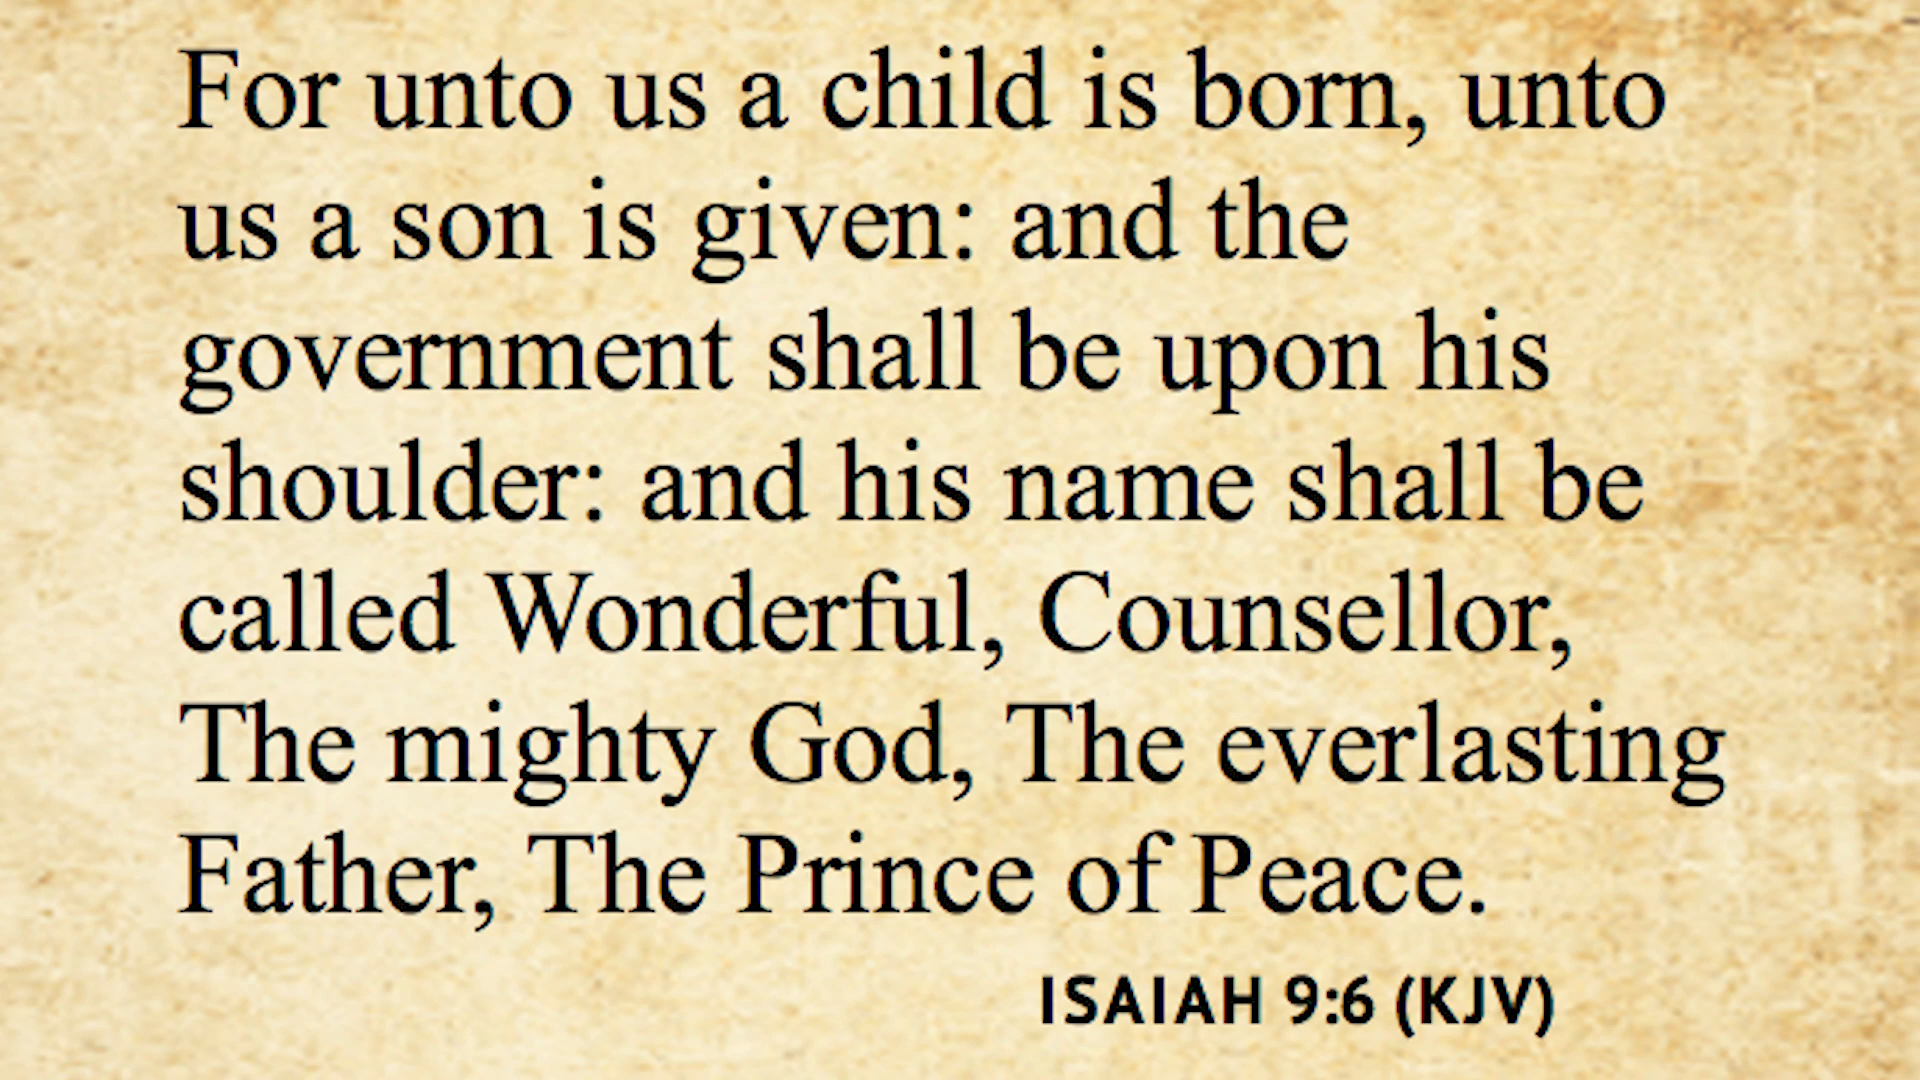 For unto us a child is born, unto
us a son is given: and the
government shall be upon his
shoulder: and his name shall be
called Wonderful, Counsellor,
The mighty God, The everlasting
Father, The Prince of Peace.
ISAIAH 9:6 (KJV)